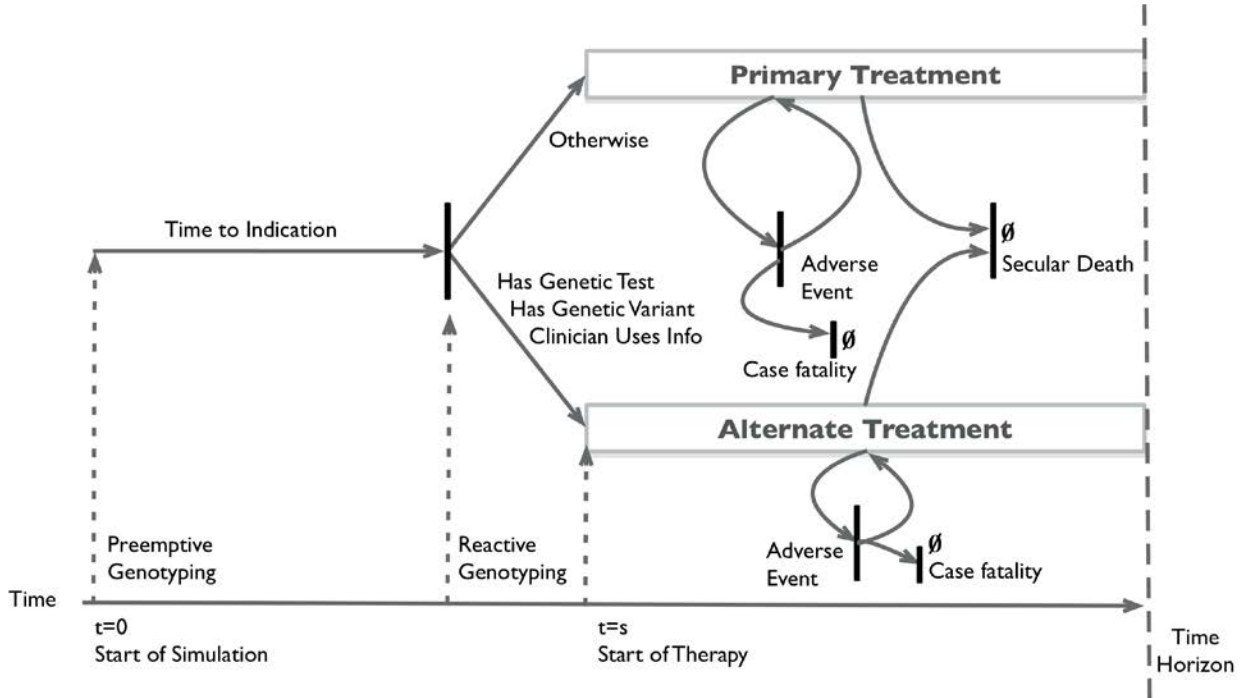 Primary Treatment
Otherwise
Time to Indication
Ø
Secular Death
Adverse
Event
Has Genetic Test
Has Genetic Variant
Clinician Uses Info
Ø
Case fatality
Alternate Treatment
Preemptive
Genotyping
Reactive
Genotyping
Adverse
Event
Ø
Case fatality
Time
t=0
Start of Simulation
t=s
Start of Therapy
Time
Horizon